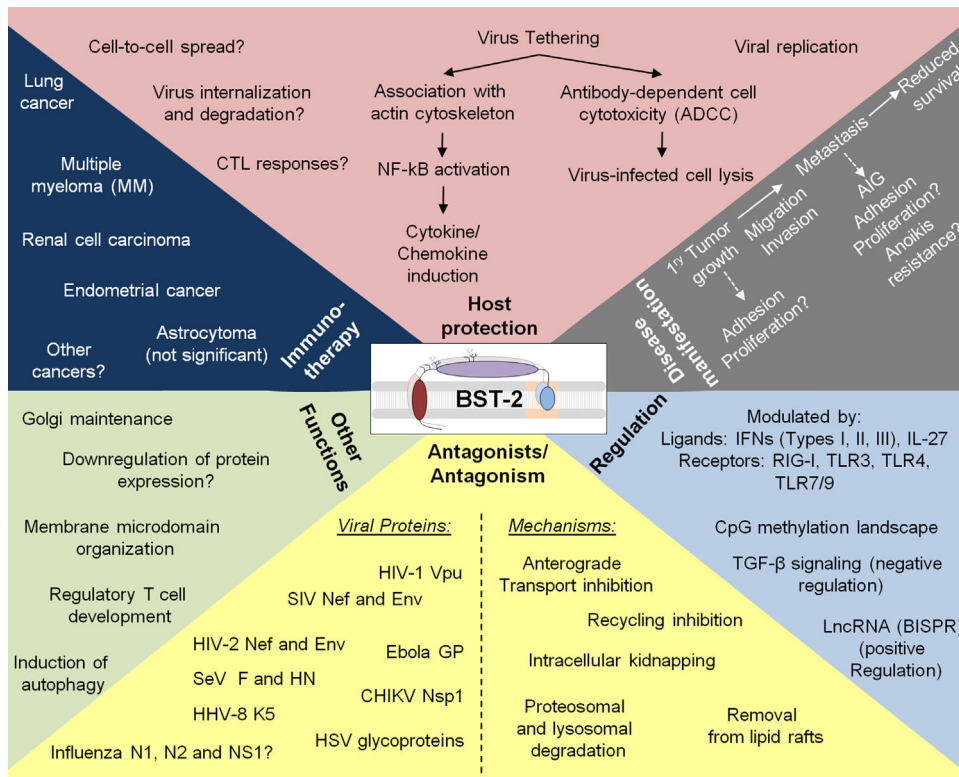 Cell-to-cell spread?
Virus internalization
and degradation?
CTL responses?
Virus Tethering
Association with
actin cytoskeleton
NF-kB activation
Cytokine/
Chemokine
induction
Antibody-dependent cell
cytotoxicity (ADCC)
Virus-infected cell lysis
Viral replication
Host
protection
Lung
cancer
Multiple
myeloma (MM)
Renal cell carcinoma
Endometrial cancer
Astrocytoma
(not significant)
Other
cancers?
Immuno-
therapy
1ry Tumor
growth
Adhesion
Proliferation?
Migration
Invasion
Metastasis
AIG
Adhesion
Proliferation?
Anoikis
resistance?
Reduced
survival
Disease
manifestation
BST-2
Golgi maintenance
Downregulation of protein
expression?
Membrane microdomain
organization
Regulatory T cell
development
Induction of
autophagy
Other
Functions
Antagonists/
Antagonism
Viral Proteins:
HIV-1 Vpu
SIV Nef and Env
HIV-2 Nef and Env
Ebola GP
SeV F and HN
CHIKV Nsp1
HHV-8 K5
HSV glycoproteins
Influenza N1, N2 and NS1?
Mechanisms:
Anterograde
Transport inhibition
Recycling inhibition
Intracellular kidnapping
Proteosomal
and lysosomal
degradation
Removal
from lipid rafts
Regulation
Modulated by:
Ligands: IFNs (Types I, II, III), IL-27
Receptors: RIG-I, TLR3, TLR4,
TLR7/9
CpG methylation landscape
TGF-β signaling (negative
regulation)
LncRNA (BISPR)
(positive
Regulation)